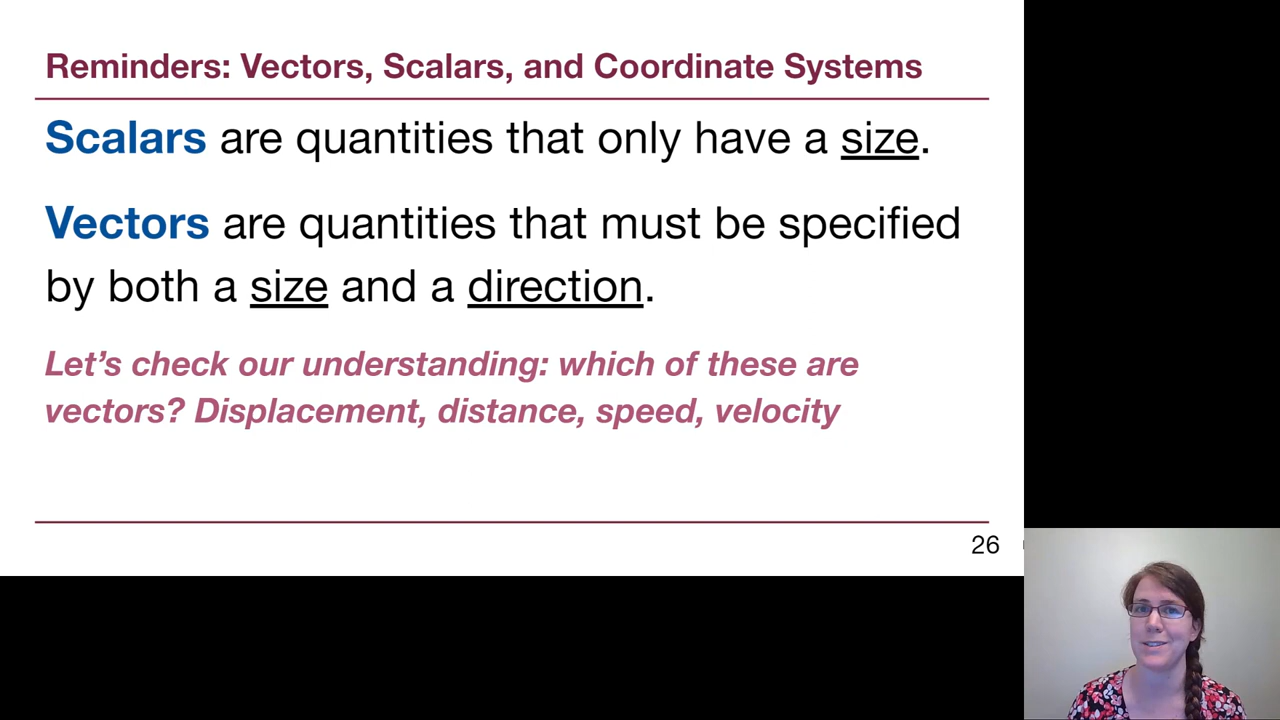 Reminders: Vectors, Scalars, and Coordinate Systems
Scalars are quantities that only have a size.
Vectors are quantities that must be specified
by both a size and a direction.
Let’s check our understanding: which of these are
vectors? Displacement, distance, speed, velocity
26